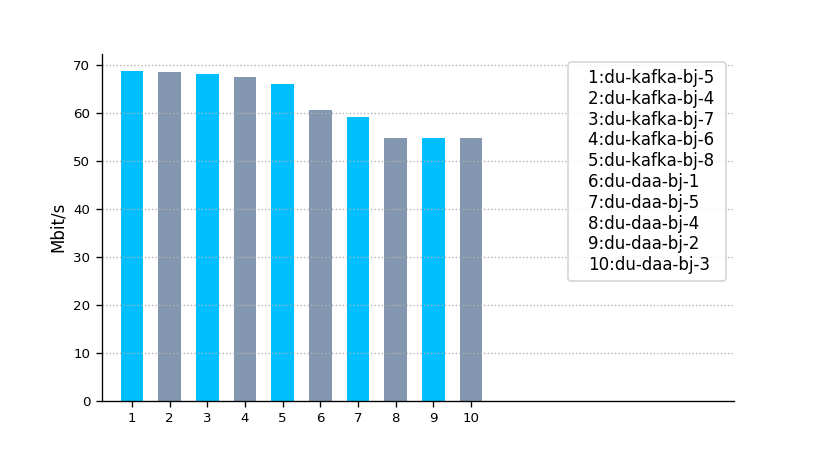 Mbit/s
70
60
50
40
30
20
10
0
1 2 3 4 5 6 7 8 9 10
1:du-kafka-bj-5
2:du-kafka-bj-4
3:du-kafka-bj-7
4:du-kafka-bj-6
5:du-kafka-bj-8
6:du-daa-bj-1
7:du-daa-bj-5
8:du-daa-bj-4
9:du-daa-bj-2
10:du-daa-bj-3